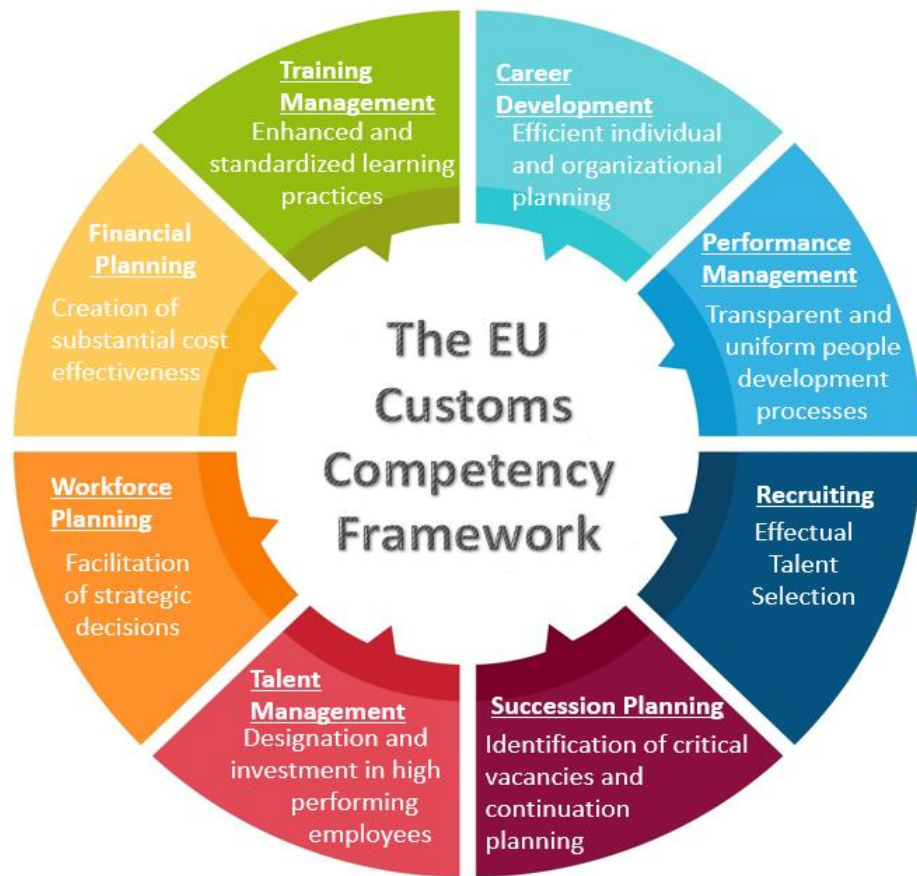 Training
Management
Enhanced and
standardized learning
practices
Career
Development
Efficient individual
and organizational
planning
Performance
Management
Transparent and
uniform people
development
processes
Recruiting
Effectual
Talent
Selection
Succession Planning
Identification of critical
vacancies and
continuation
planning
Talent
Management
Designation and
investment in high
performing
employees
Workforce
Planning
Facilitation
of strategic
decisions
Financial
Planning
Creation of
substantial cost
effectiveness
The EU
Customs
Competency
Framework